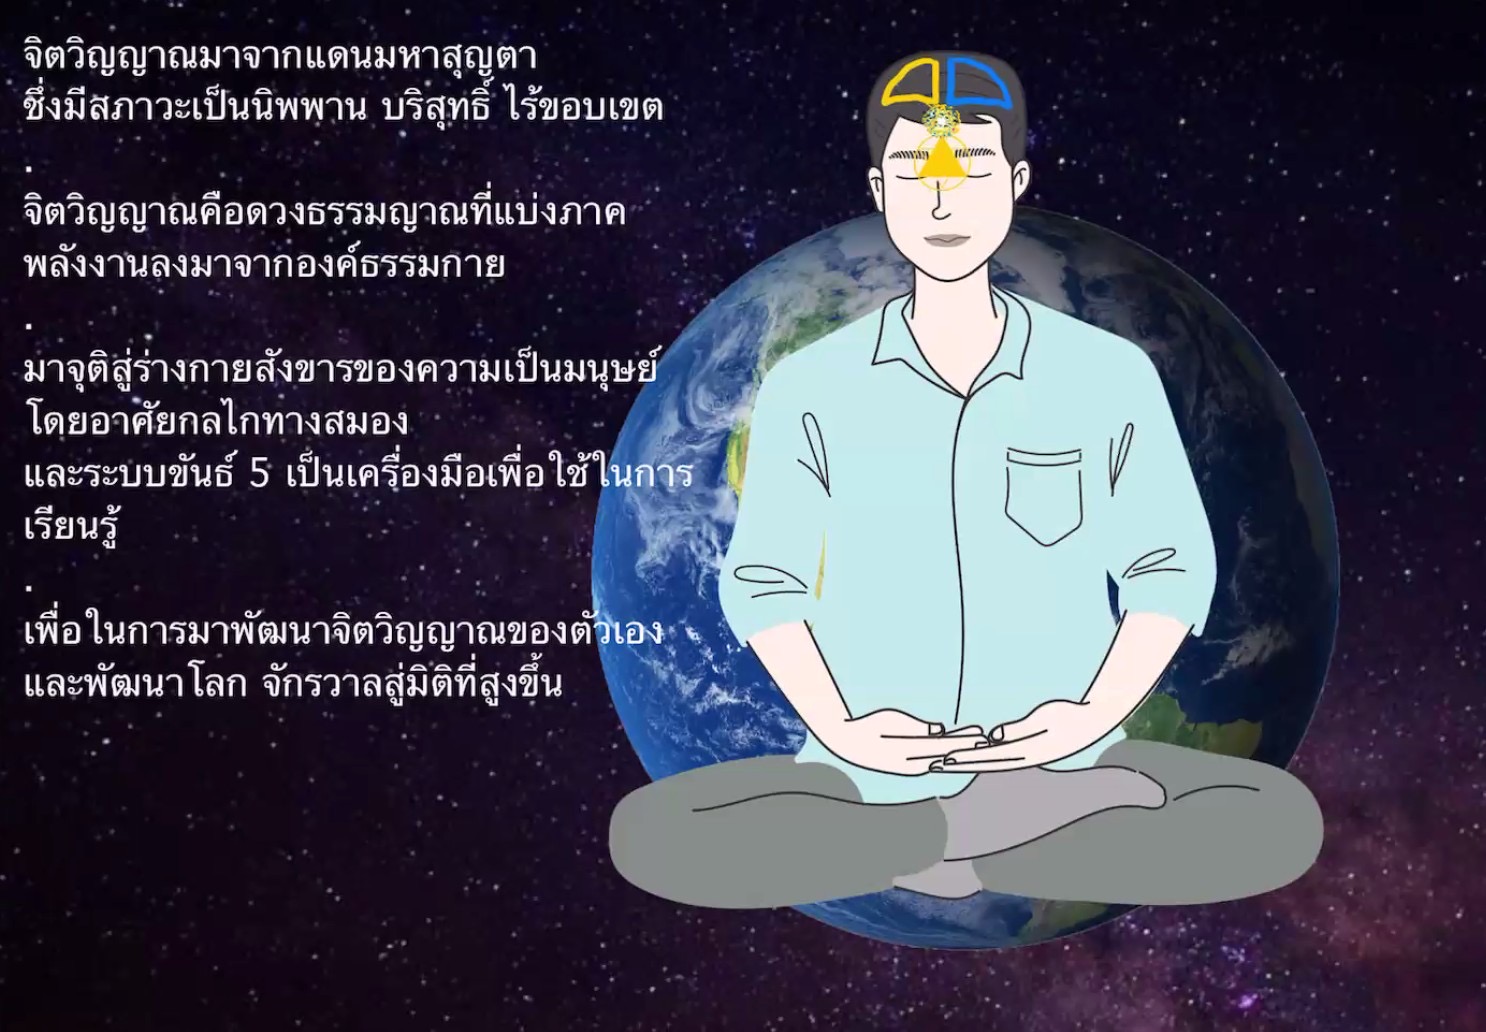 จิตวิญญาณมาจากแดนมหาสุญตา
ซึ่งมีสภาวะเป็นนิพพาน บริสุทธิ์ ไร้ขอบเขต
.
จิตวิญญาณคือดวงธรรมญาณที่แบ่งภาค
พลังงานลงมาจากองค์ธรรมกาย
.
มาจุติสู่ร่างกายสังขารของความเป็นมนุษย์
โดยอาศัยกลไกทางสมอง
และระบบขันธ์ 5 เป็นเครื่องมือเพื่อใช้ในการ
เรียนรู้
.
เพื่อในการมาพัฒนาจิตวิญญาณของตัวเอง
และพัฒนาโลก จักรวาลสู่มิติที่สูงขึ้น